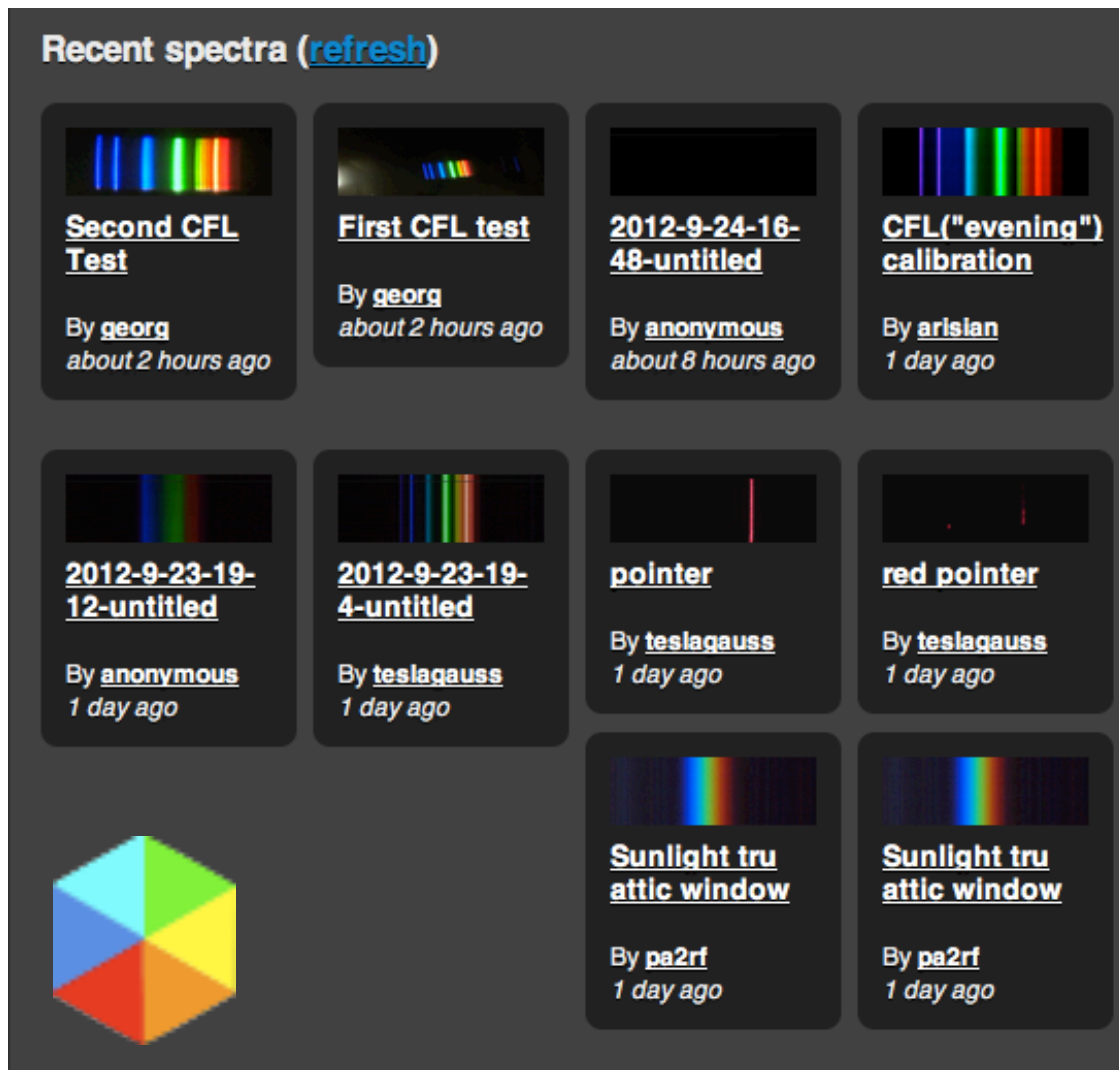 Recent spectra (refresh)
Second CFL
Test
By georg
about 2 hours ago
First CFL test
By georg
about 2 hours ago
2012-9-24-16-
48-untitled
By anonymous
about 8 hours ago
CFL("evening")
calibration
By arisian
1 day ago
2012-9-23-19-
12-untitled
By anonymous
1 day ago
2012-9-23-19-
4-untitled
By teslagauss
1 day ago
pointer
By teslagauss
1 day ago
red pointer
By teslagauss
1 day ago
Sunlight tru
attic window
By pa2rf
1 day ago
Sunlight tru
attic window
By pa2rf
1 day ago